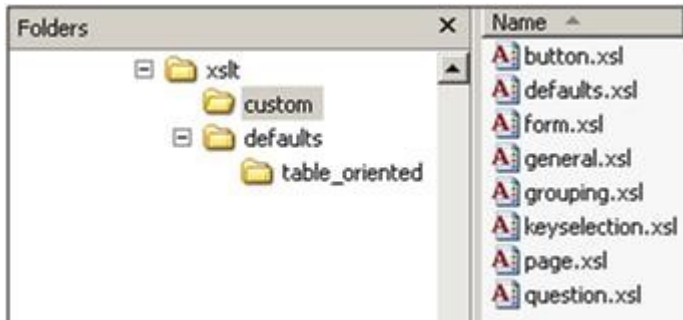 Folders
xslt
custom
defaults
table_oriented
Name
button.xsl
defaults.xsl
form.xsl
general.xsl
grouping.xsl
keyselection.xsl
page.xsl
question.xsl